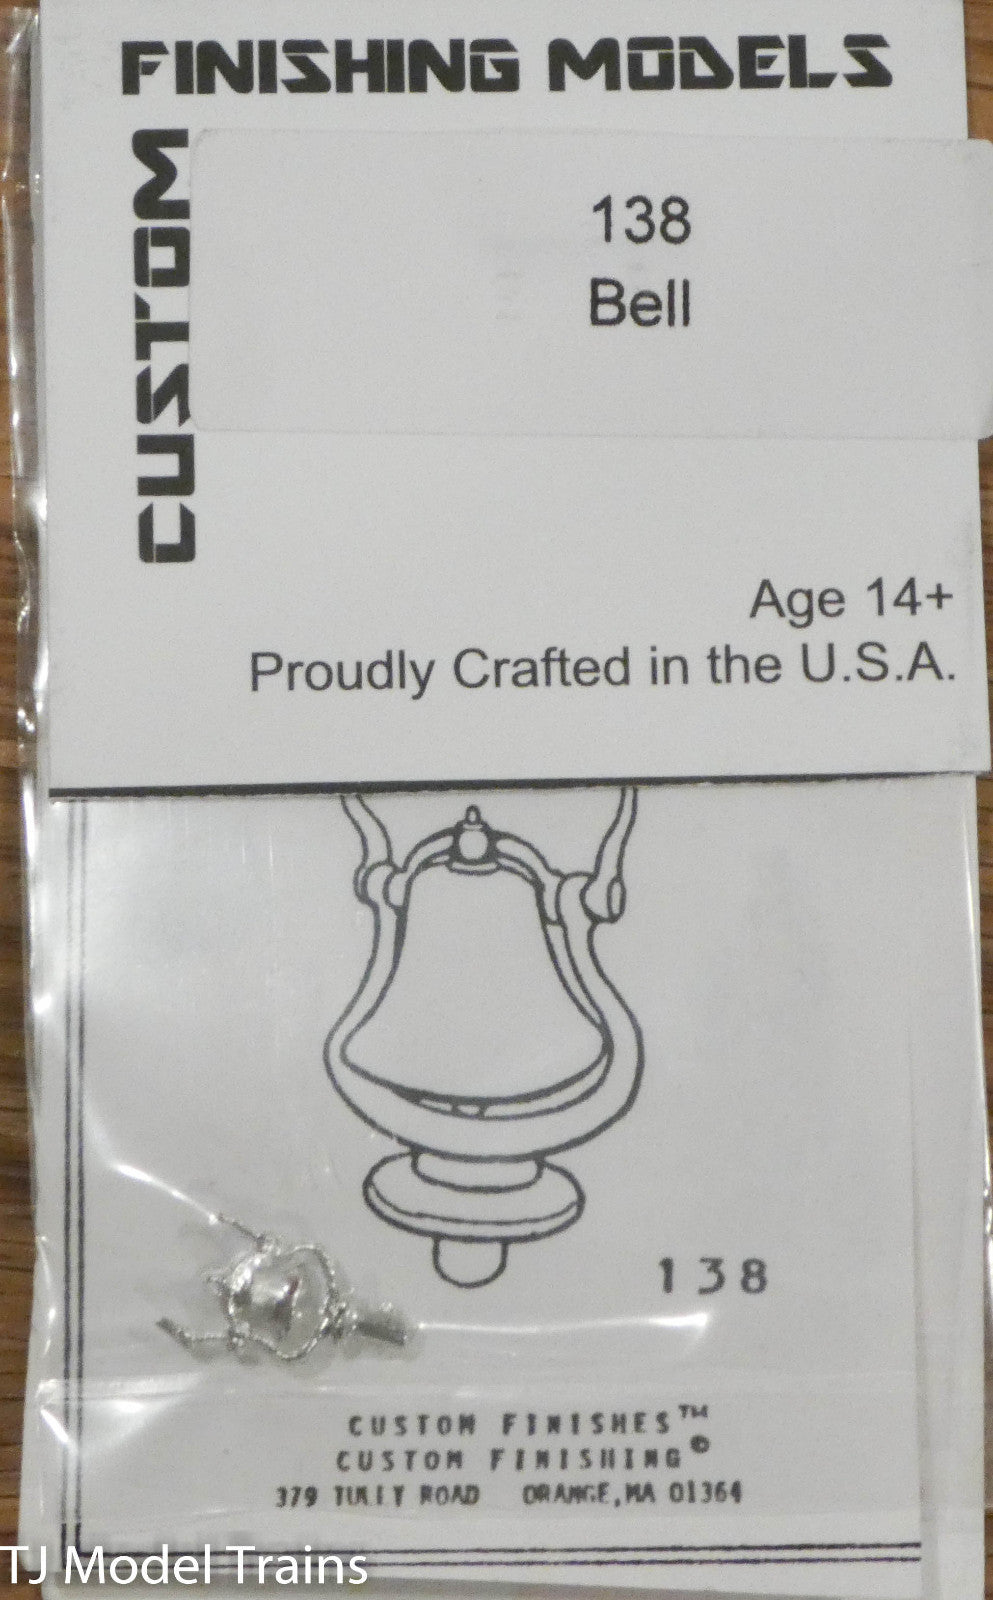 FINISHING MODELS
CUSTOM
138
Bell
Age 14+
Proudly Crafted in the U.S.A.
138
CUSTOM FINISHES™
CUSTOM FINISHING©
379 TULLY ROAD ORANGE, MA 01364
TJ Model Trains